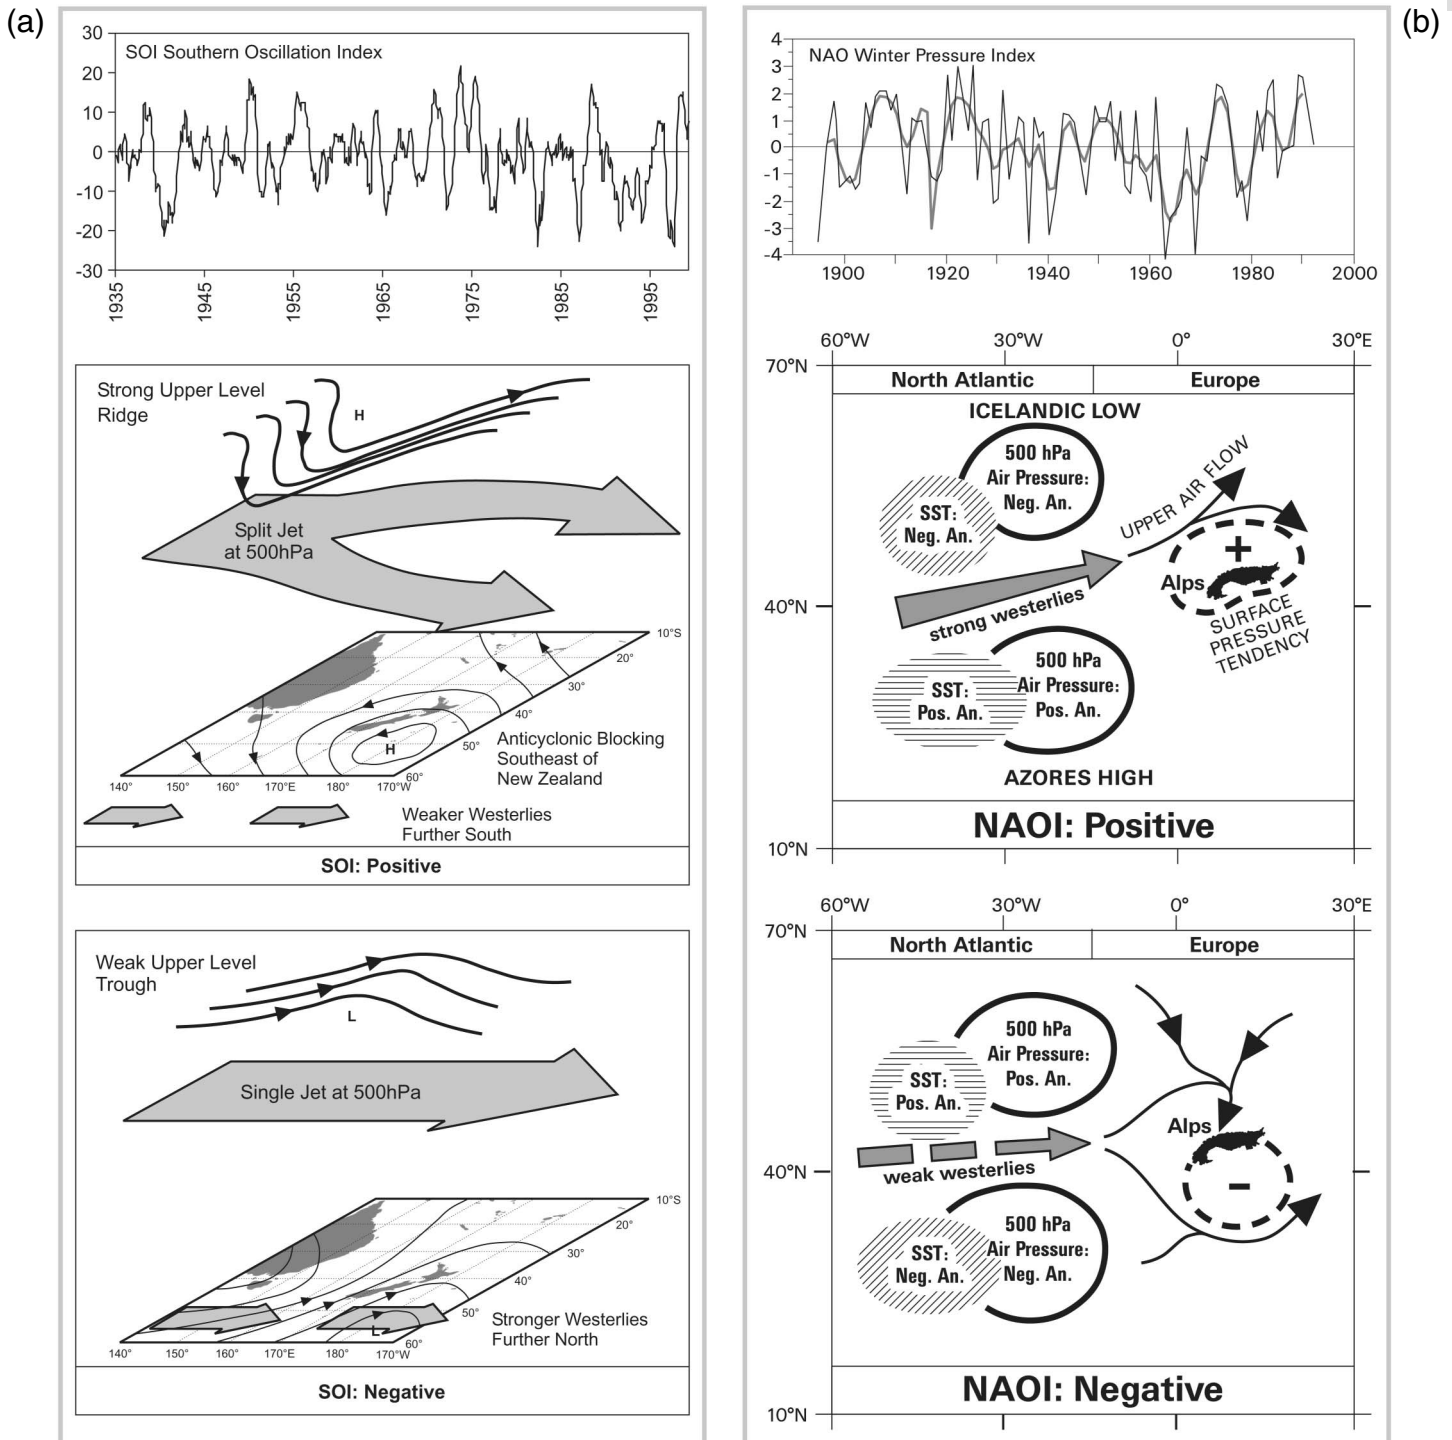 (a)
SOI Southern Oscillation Index
30
20
10
0
-10
-20
-30
1935
1945
1955
1965
1975
1985
1995
Strong Upper Level
Ridge
H
Split Jet
at 500hPa
10°S
20°
30°
40°
50°
60°
H
140°
150°
160°
170°E
180°
170°W
Anticyclonic Blocking
Southeast of
New Zealand
Weaker Westerlies
Further South
SOI: Positive
Weak Upper Level
Trough
L
Single Jet at 500hPa
10°S
20°
30°
40°
50°
60°
L
140°
150°
160°
170°E
180°
170°W
Stronger Westerlies
Further North
SOI: Negative
(b)
NAO Winter Pressure Index
4
3
2
1
0
-1
-2
-3
-4
1900
1920
1940
1960
1980
2000
60°W
30°W
0°
30°E
70°N
40°N
10°N
North Atlantic
Europe
ICELANDIC LOW
500 hPa
Air Pressure:
Neg. An.
SST:
Neg. An.
UPPER AIR FLOW
+
Alps
strong westerlies
SURFACE
PRESSURE
TENDENCY
500 hPa
Air Pressure:
Pos. An.
SST:
Pos. An.
AZORES HIGH
NAOI: Positive
60°W
30°W
0°
30°E
70°N
40°N
10°N
North Atlantic
Europe
500 hPa
Air Pressure:
Pos. An.
SST:
Pos. An.
Alps
weak westerlies
–
500 hPa
Air Pressure:
Neg. An.
SST:
Neg. An.
NAOI: Negative